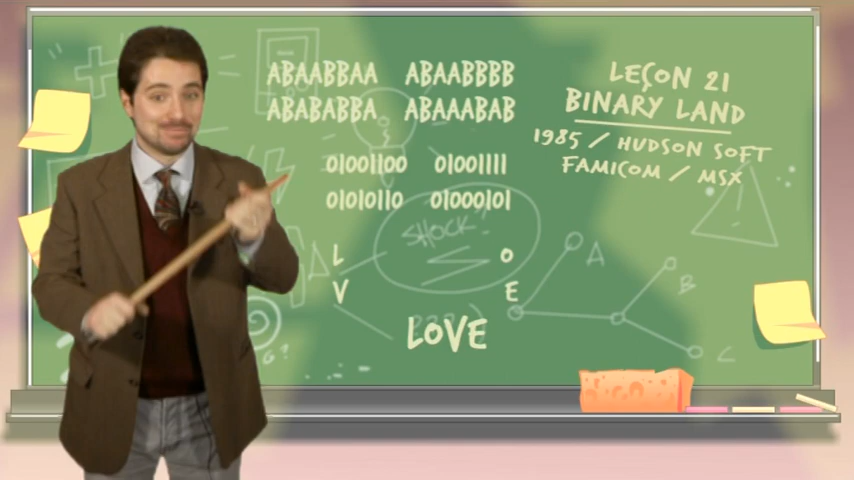 ABAABBAA ABAABBBB
ABABABBA ABAAABAB
01001100 01001111
01010110 01000101
L O
V E
LOVE
LEÇON 21
BINARY LAND
1985 / HUDSON SOFT
FAMICOM / MSX
SHOCK!
A
B
C